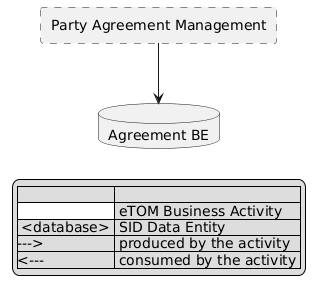 Party Agreement Management
Agreement BE
eTOM Business Activity
<database> SID Data Entity
---> produced by the activity
<--- consumed by the activity